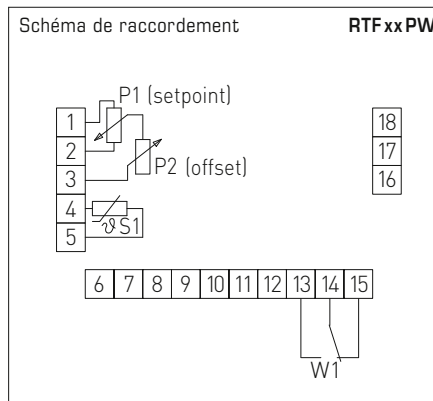 Schéma de raccordement RTFxxPW
P1 (setpoint)
1
2
3
4
5
P2 (offset)
ϑ S1
18
17
16
6 7 8 9 10 11 12 13 14 15
W1